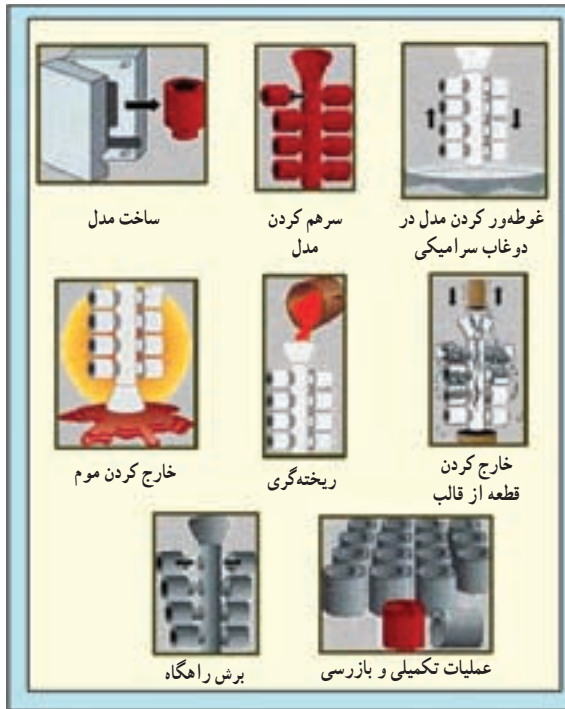 ساخت مدل
سرهم کردن
مدل
غوطه‌ور کردن مدل در
دوغاب سرامیکی
خارج کردن موم
ریخته‌گری
خارج کردن
قطعه از قالب
برش راهگاه
عملیات تکمیلی و بازرسی